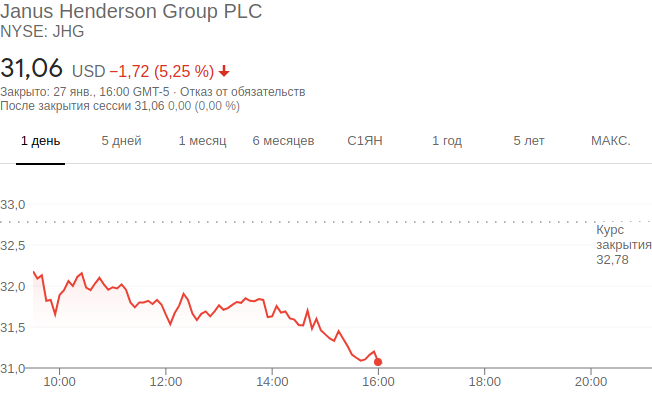 Janus Henderson Group PLC
NYSE: JHG
31,06 USD −1,72 (5,25 %)
Закрыто: 27 янв., 16:00 GMT-5 · Отказ от обязательств
После закрытия сессии 31,06 0,00 (0,00 %)
1 день 5 дней 1 месяц 6 месяцев С1ЯН 1 год 5 лет МАКС.
33,0
Курс
закрытия
32,78
32,5
32,0
31,5
31,0
10:00 12:00 14:00 16:00 18:00 20:00